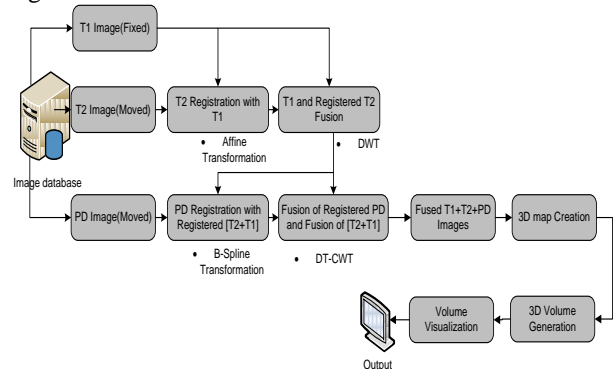 T1 Image(Fixed)
T2 Image(Moved)
T2 Registration with
T1
T1 and Registered T2
Fusion
• Affine
Transformation
• DWT
Image database
PD Image(Moved)
PD Registration with
Registered [T2+T1]
Fusion of Registered PD
and Fusion of [T2+T1]
Fused T1+T2+PD
Images
3D map Creation
• B-Spline
Transformation
• DT-CWT
Volume
Visualization
3D Volume
Generation
Output